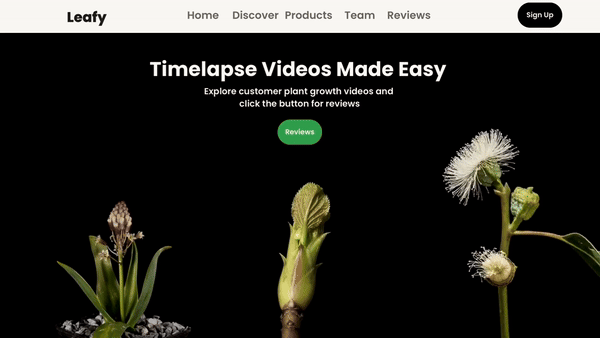 Leafy
Home Discover Products Team Reviews
Sign Up
Timelapse Videos Made Easy
Explore customer plant growth videos and
click the button for reviews
Reviews